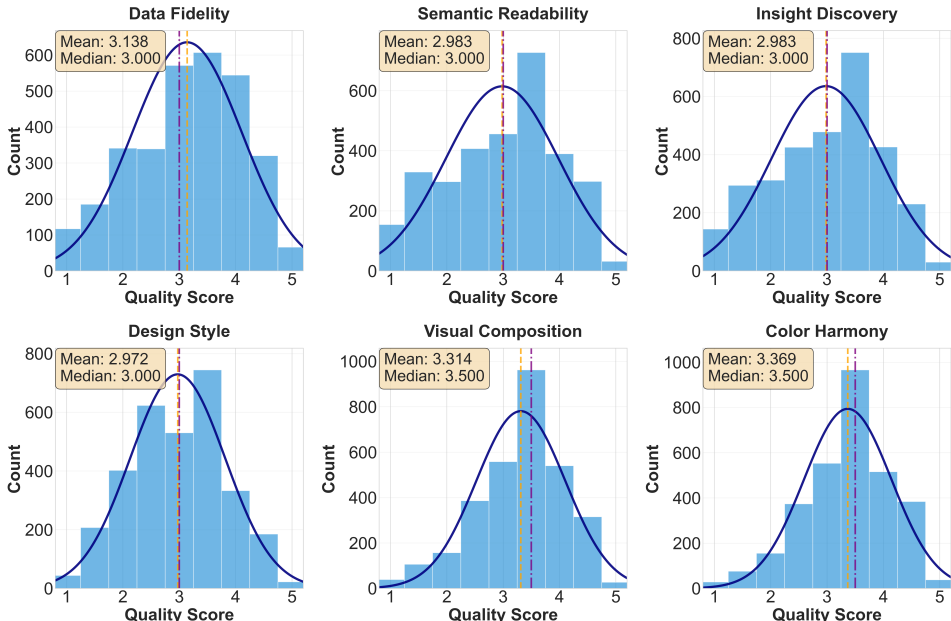 Data Fidelity
Mean: 3.138
Median: 3.000
600
500
400
300
200
100
0
Count
1 2 3 4 5
Quality Score
Semantic Readability
Mean: 2.983
Median: 3.000
600
400
200
0
Count
1 2 3 4 5
Quality Score
Insight Discovery
Mean: 2.983
Median: 3.000
800
600
400
200
0
Count
1 2 3 4 5
Quality Score
Design Style
Mean: 2.972
Median: 3.000
800
600
400
200
0
Count
1 2 3 4 5
Quality Score
Visual Composition
Mean: 3.314
Median: 3.500
1000
800
600
400
200
0
Count
1 2 3 4 5
Quality Score
Color Harmony
Mean: 3.369
Median: 3.500
1000
800
600
400
200
0
Count
1 2 3 4 5
Quality Score